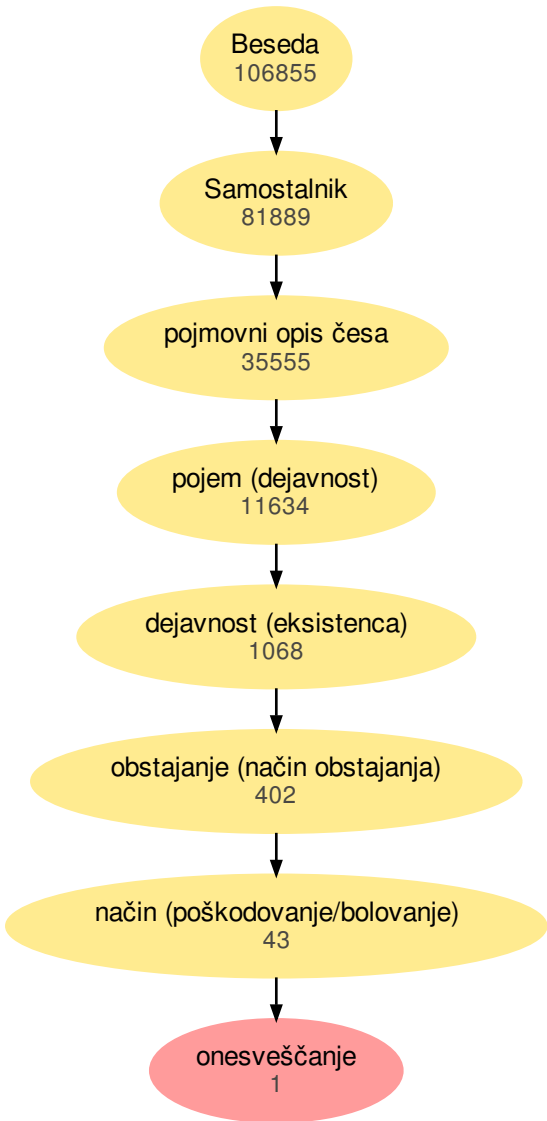 Beseda
106855
Samostalnik
81889
pojmovni opis česa
35555
pojem (dejavnost)
11634
dejavnost (eksistenca)
1068
obstajanje (način obstajanja)
402
način (poškodovanje/bolovanje)
43
onesveščanje
1